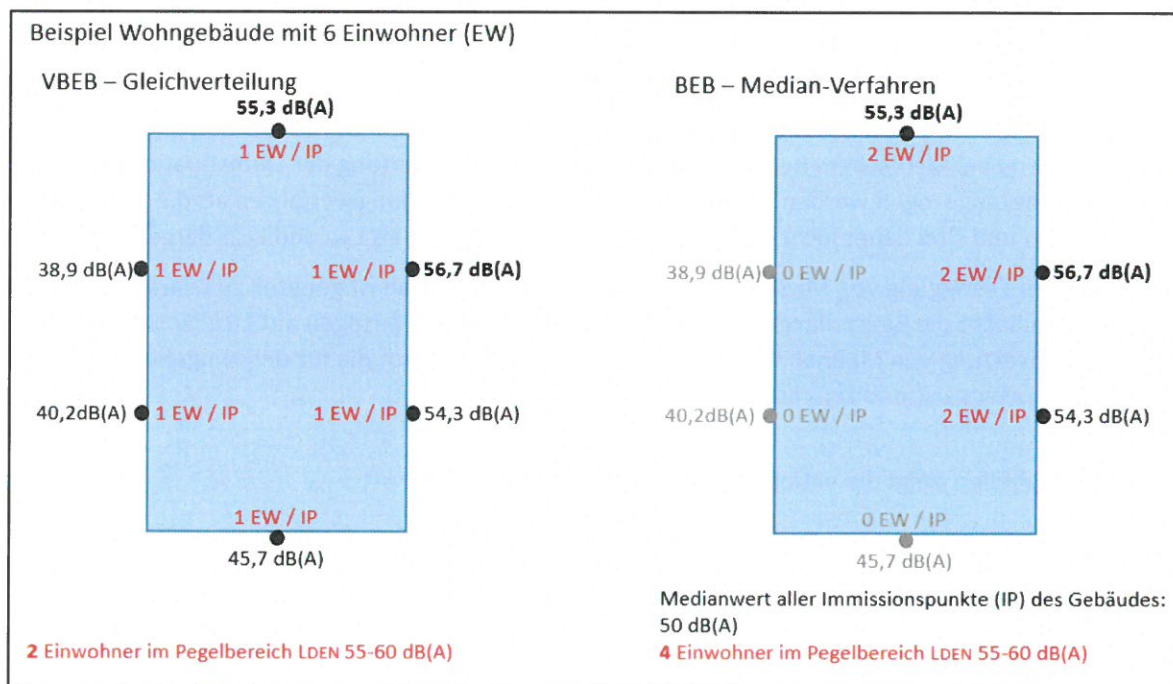 Beispiel Wohngebäude mit 6 Einwohner (EW)
VBEB – Gleichverteilung
55,3 dB(A)
1 EW / IP
38,9 dB(A)
1 EW / IP
1 EW / IP
56,7 dB(A)
40,2dB(A)
1 EW / IP
1 EW / IP
54,3 dB(A)
1 EW / IP
45,7 dB(A)
2 Einwohner im Pegelbereich LDEN 55-60 dB(A)
BEB – Median-Verfahren
55,3 dB(A)
2 EW / IP
38,9 dB(A)
0 EW / IP
2 EW / IP
56,7 dB(A)
40,2dB(A)
0 EW / IP
2 EW / IP
54,3 dB(A)
0 EW / IP
45,7 dB(A)
Medianwert aller Immissionspunkte (IP) des Gebäudes:
50 dB(A)
4 Einwohner im Pegelbereich LDEN 55-60 dB(A)